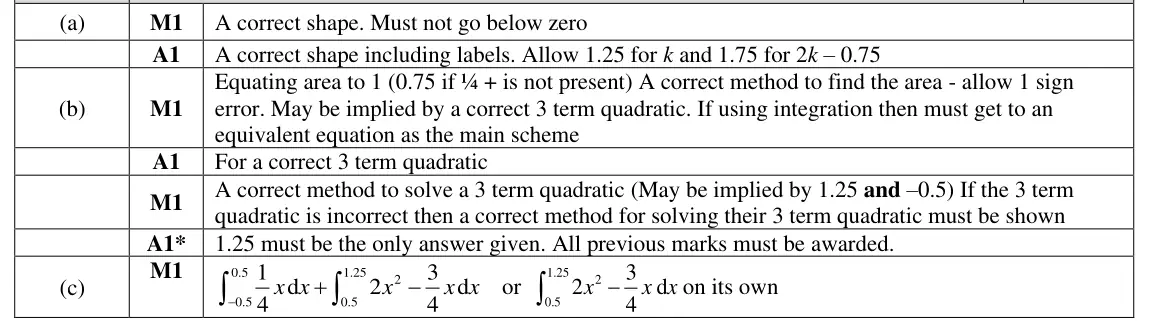 (a) M1 A correct shape. Must not go below zero
A1 A correct shape including labels. Allow 1.25 for k and 1.75 for 2k – 0.75
Equating area to 1 (0.75 if ¼ + is not present) A correct method to find the area - allow 1 sign
(b) M1 error. May be implied by a correct 3 term quadratic. If using integration then must get to an
equivalent equation as the main scheme
A1 For a correct 3 term quadratic
M1 A correct method to solve a 3 term quadratic (May be implied by 1.25 and –0.5) If the 3 term
quadratic is incorrect then a correct method for solving their 3 term quadratic must be shown
A1* 1.25 must be the only answer given. All previous marks must be awarded.
(c) M1 ∫_{–0.5}^{0.5} 1/4 x dx + ∫_{0.5}^{1.25} 2x² – 3/4 x dx or ∫_{0.5}^{1.25} 2x² – 3/4 x dx on its own